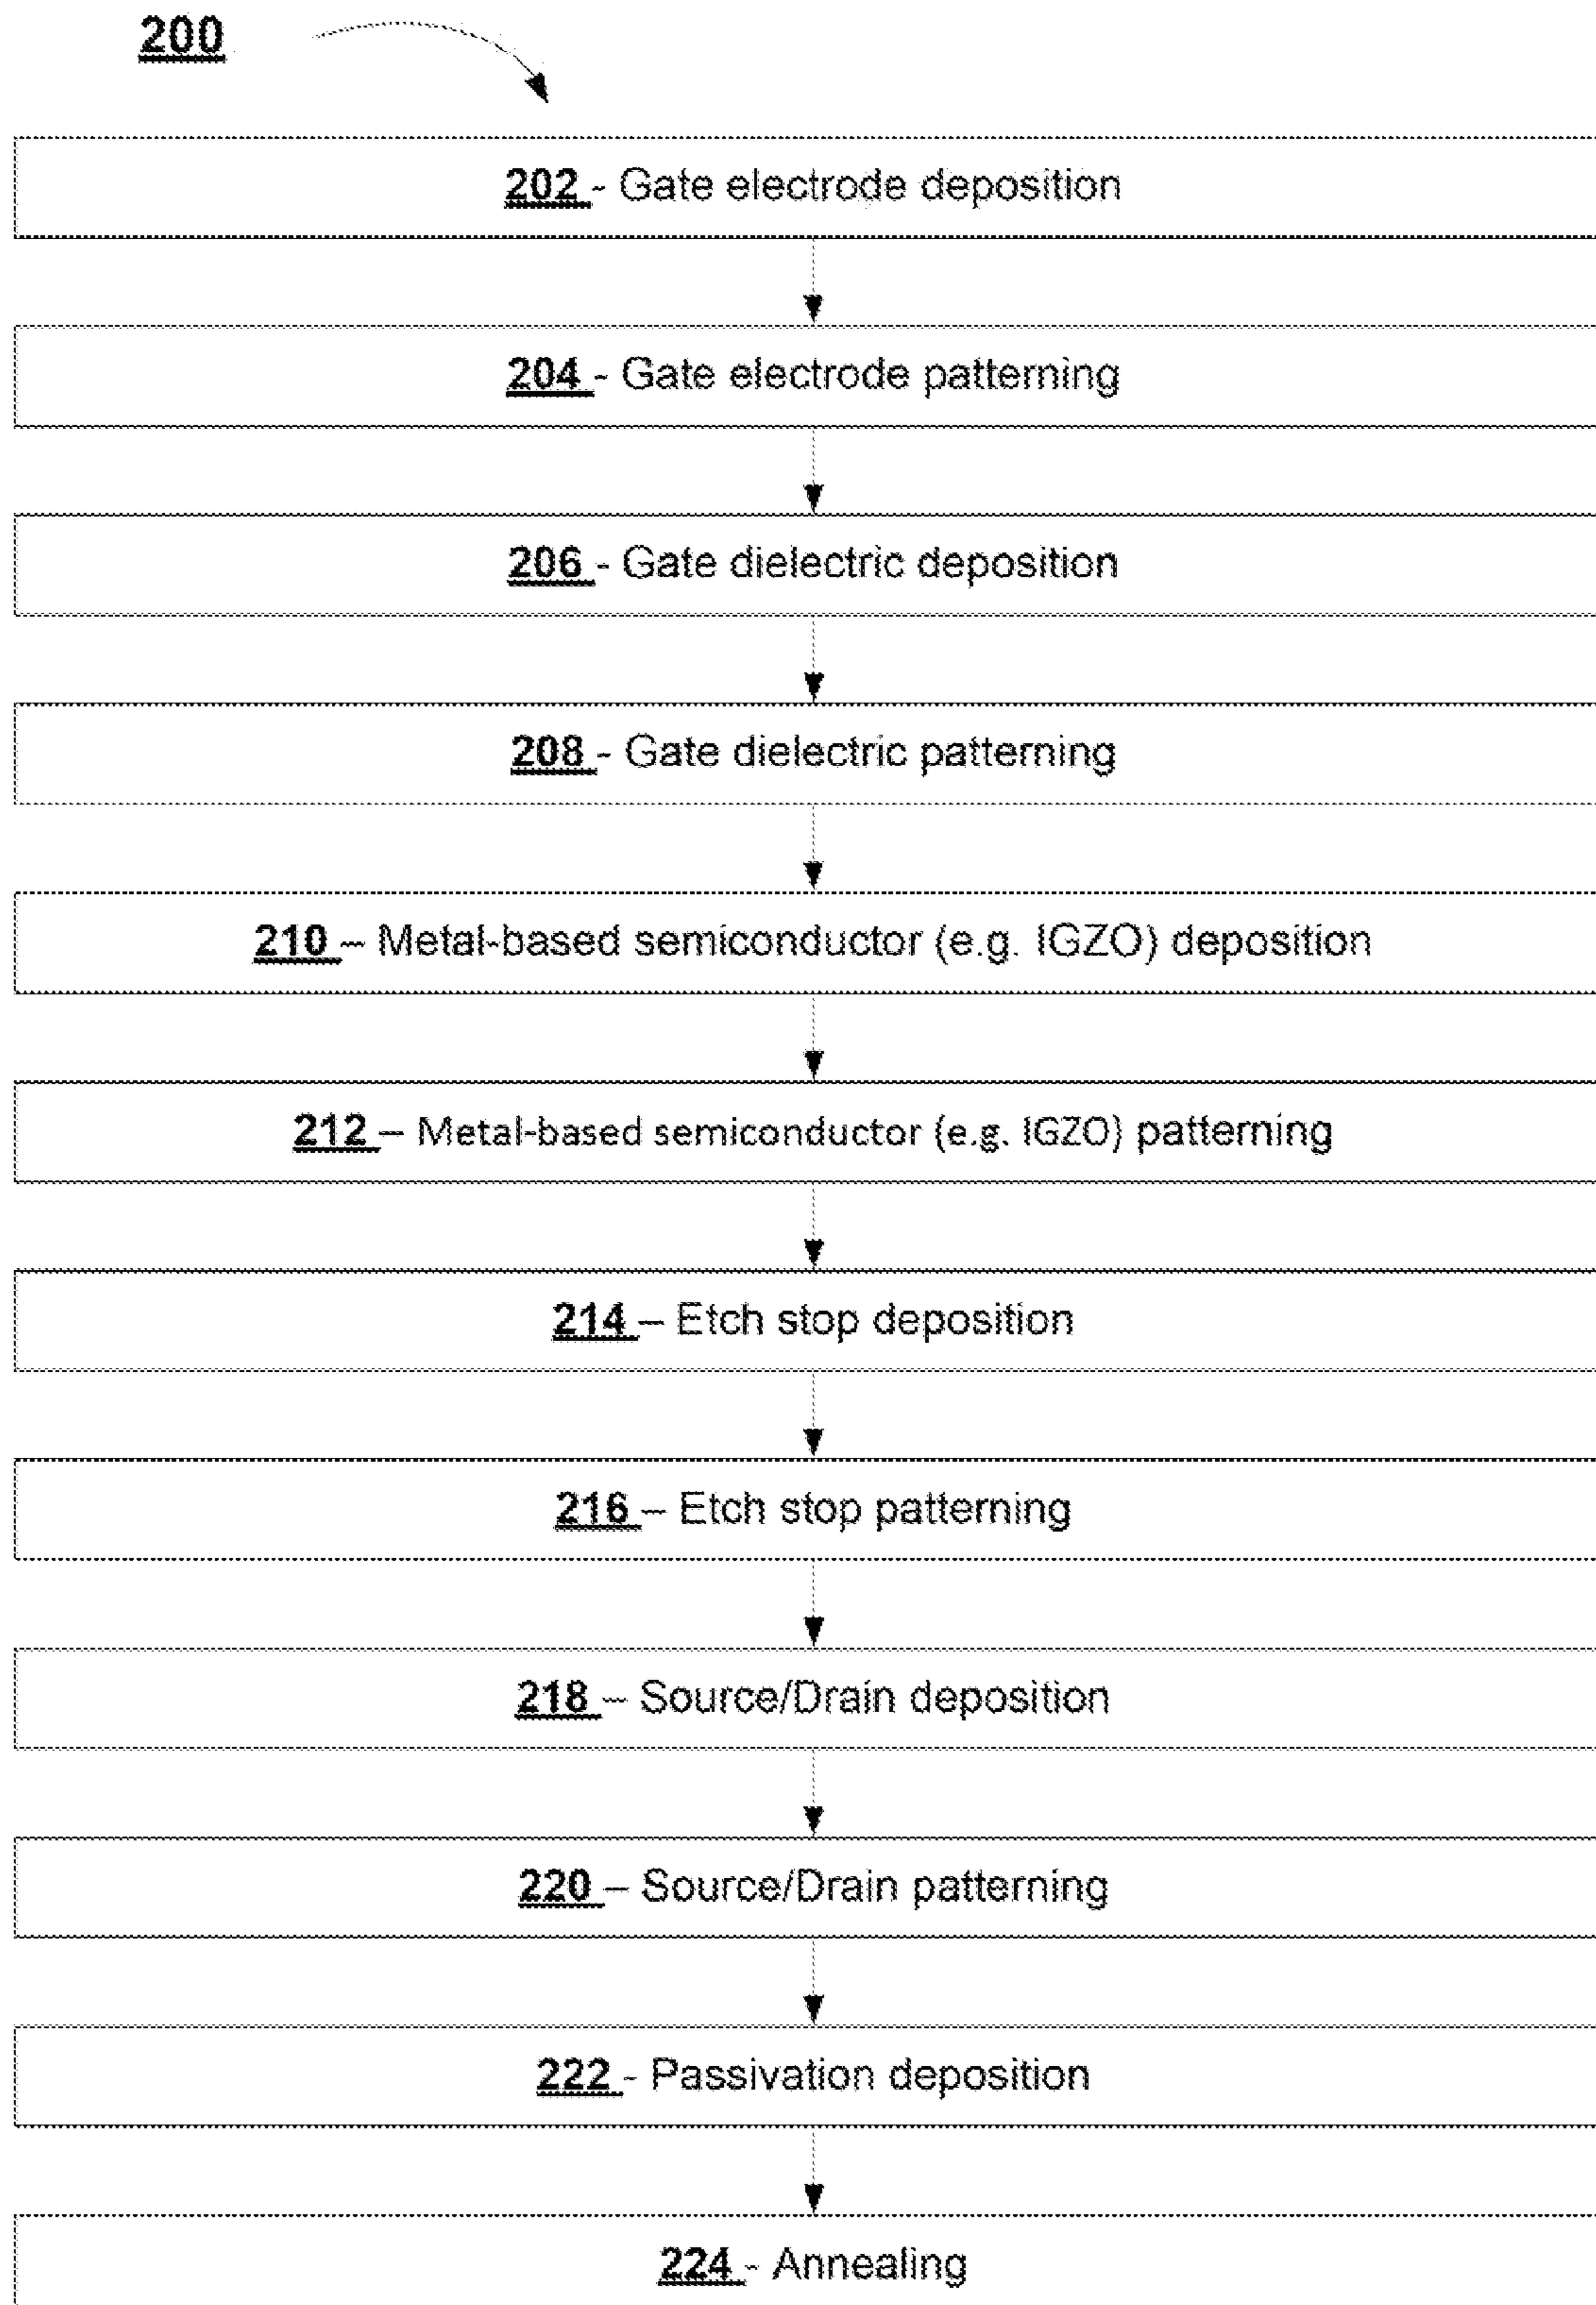 200
202 - Gate electrode deposition
204 - Gate electrode patterning
206 - Gate dielectric deposition
208 - Gate dielectric patterning
210 – Metal-based semiconductor (e.g. IGZO) deposition
212 – Metal-based semiconductor (e.g. IGZO) patterning
214 – Etch stop deposition
216 – Etch stop patterning
218 – Source/Drain deposition
220 – Source/Drain patterning
222 - Passivation deposition
224 - Annealing